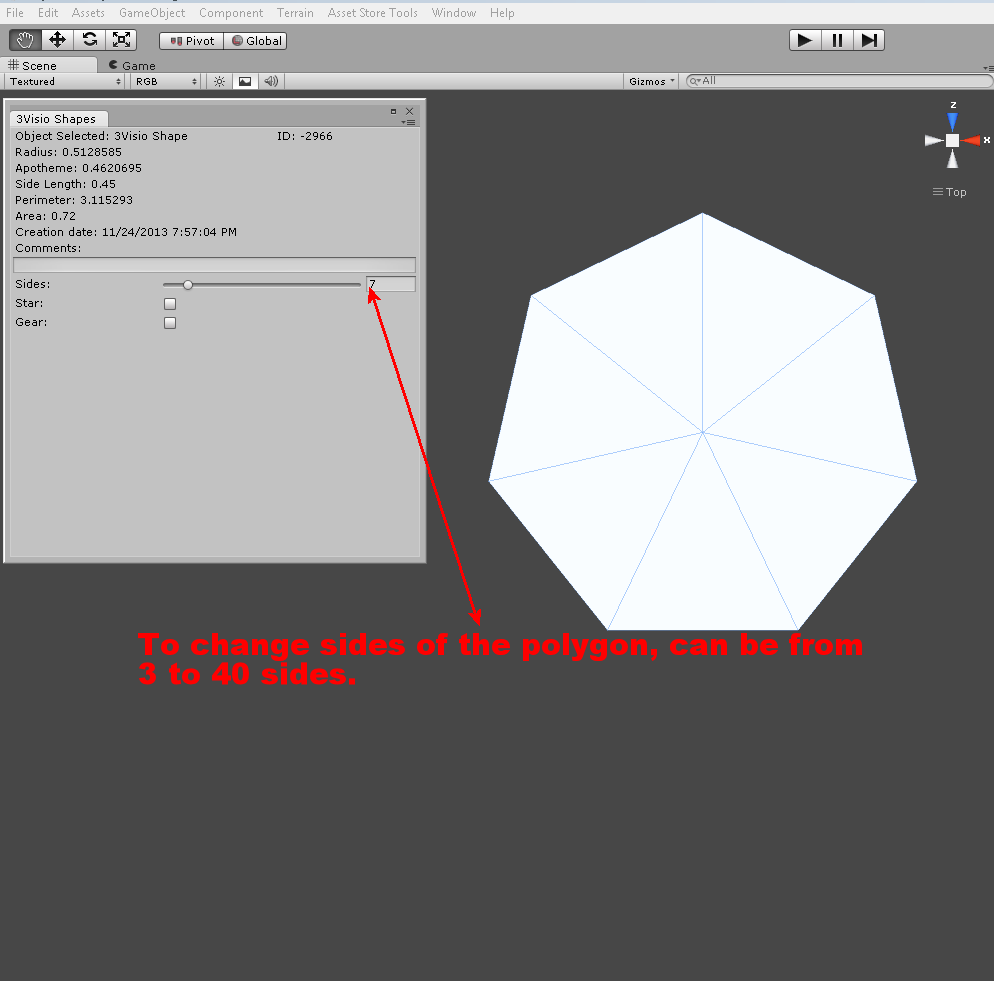 File Edit Assets GameObject Component Terrain Asset Store Tools Window Help
Pivot Global
Scene Game
Textured RGB Gizmos All
3Visio Shapes
Object Selected: 3Visio Shape ID: -2966
Radius: 0.5128585
Apotheme: 0.4620695
Side Length: 0.45
Perimeter: 3.115293
Area: 0.72
Creation date: 11/24/2013 7:57:04 PM
Comments:
Sides: 7
Star:
Gear:
z
x
Top
To change sides of the polygon, can be from
3 to 40 sides.